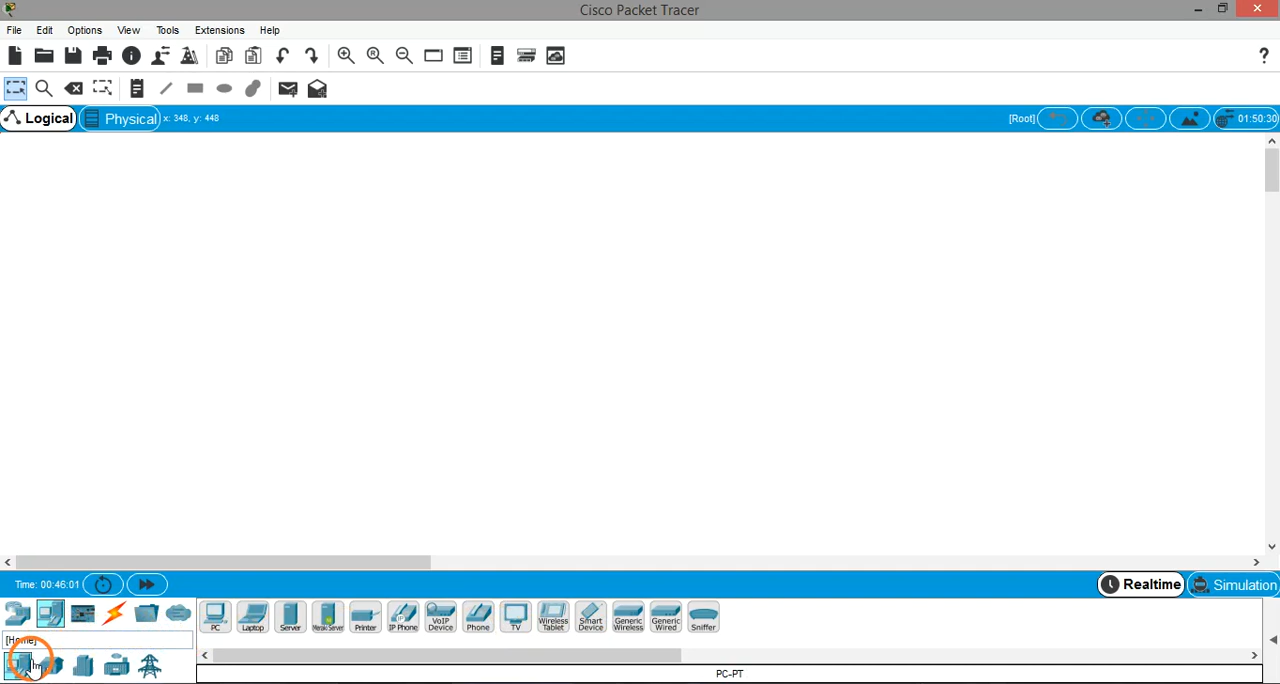 Cisco Packet Tracer
File Edit Options View Tools Extensions Help
?
Logical Physical x: 348, y: 448 [Root] 01:50:30
Time: 00:46:01 Realtime Simulation
PC Laptop Server Meraki-Server Printer IP Phone VoIP Device Phone TV Wireless Tablet Smart Device Generic Wireless Generic Wired Sniffer
[Home]
PC-PT